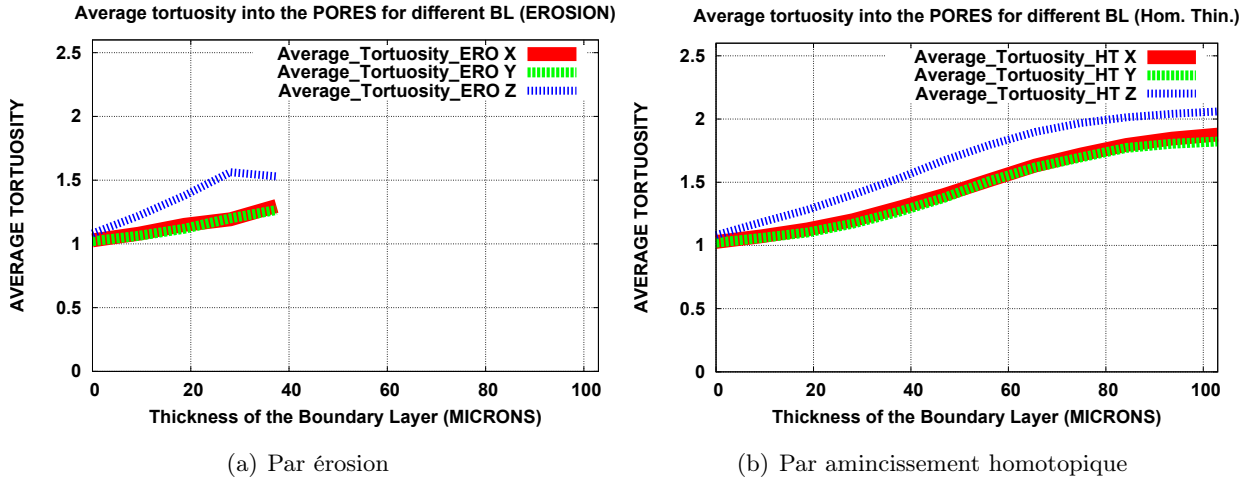 Average tortuosity into the PORES for different BL (EROSION)
2.5
2
1.5
1
0.5
0
AVERAGE TORTUOSITY
Average_Tortuosity_ERO X
Average_Tortuosity_ERO Y
Average_Tortuosity_ERO Z
0 20 40 60 80 100
Thickness of the Boundary Layer (MICRONS)
(a) Par érosion
Average tortuosity into the PORES for different BL (Hom. Thin.)
2.5
2
1.5
1
0.5
0
AVERAGE TORTUOSITY
Average_Tortuosity_HT X
Average_Tortuosity_HT Y
Average_Tortuosity_HT Z
0 20 40 60 80 100
Thickness of the Boundary Layer (MICRONS)
(b) Par amincissement homotopique